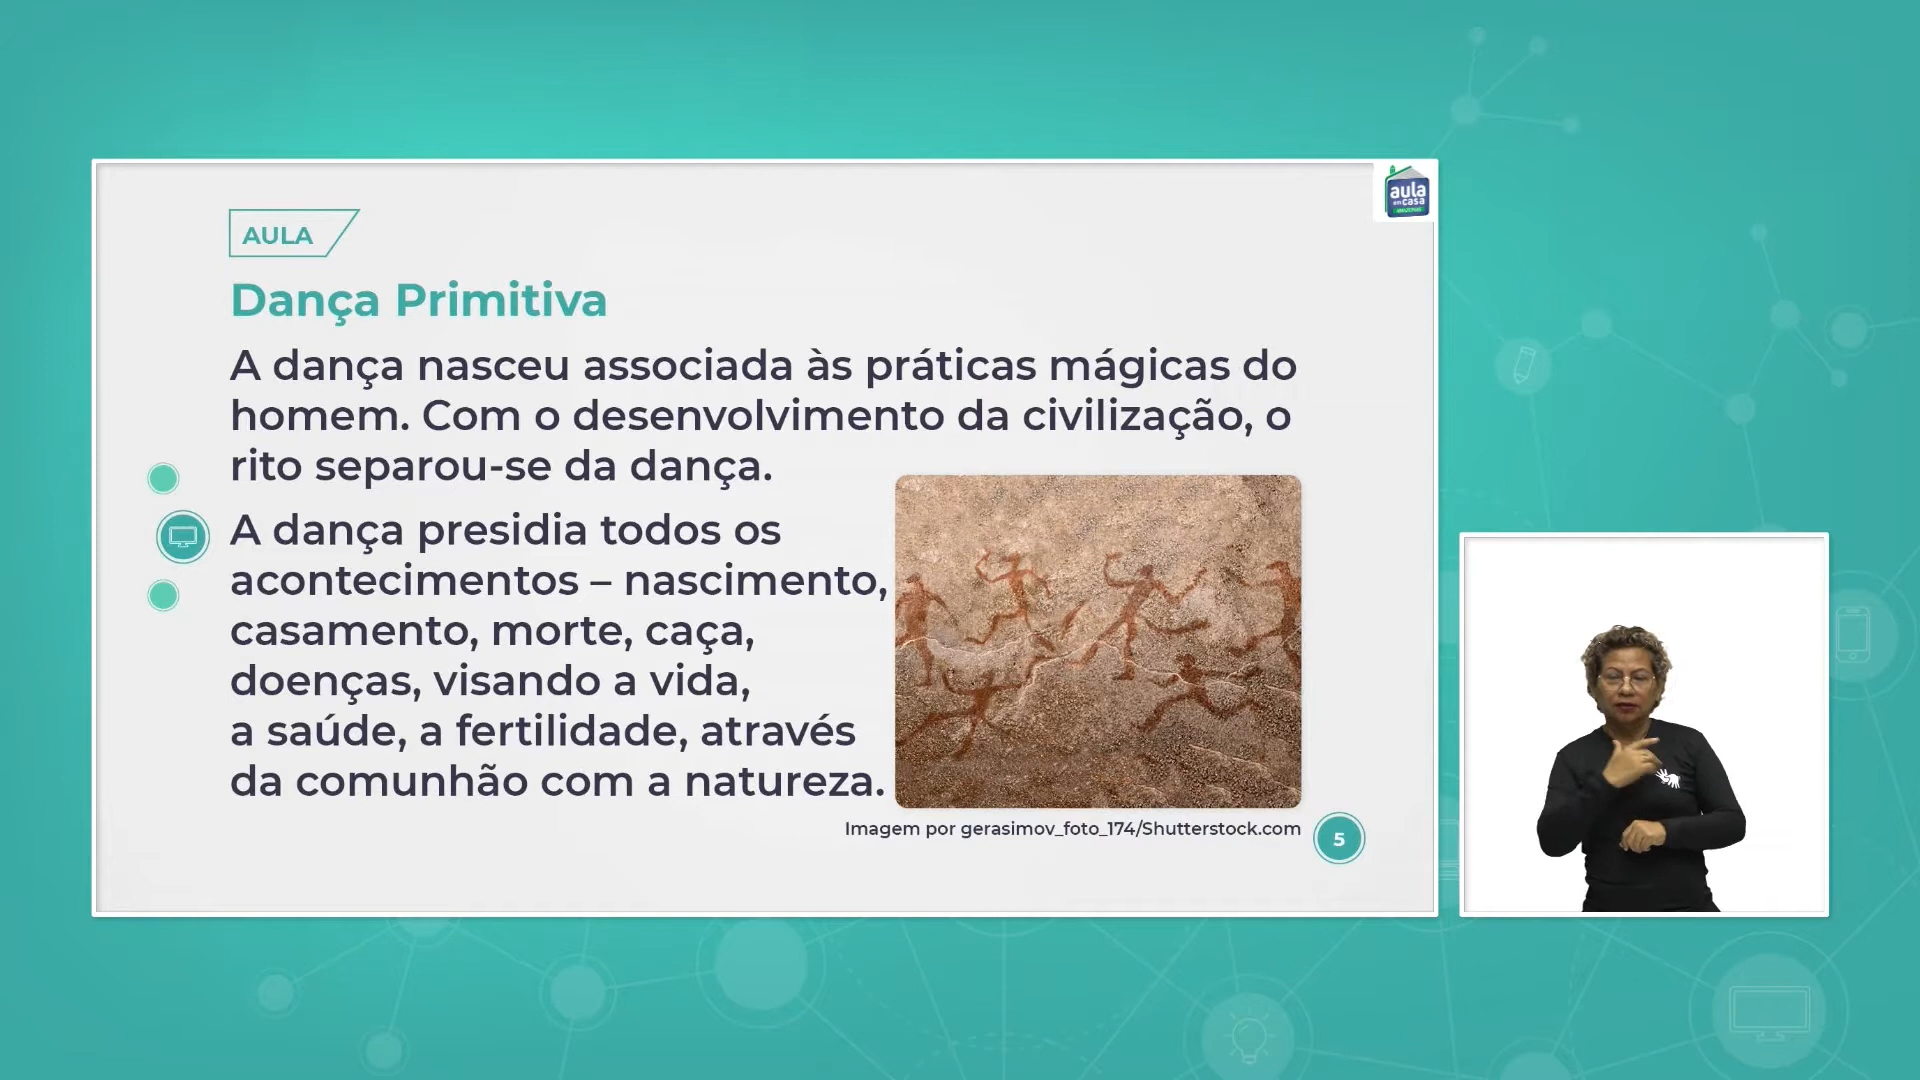 aula
em casa
AULA
Dança Primitiva
A dança nasceu associada às práticas mágicas do
homem. Com o desenvolvimento da civilização, o
rito separou-se da dança.
A dança presidia todos os
acontecimentos – nascimento,
casamento, morte, caça,
doenças, visando a vida,
a saúde, a fertilidade, através
da comunhão com a natureza.
Imagem por gerasimov_foto_174/Shutterstock.com
5